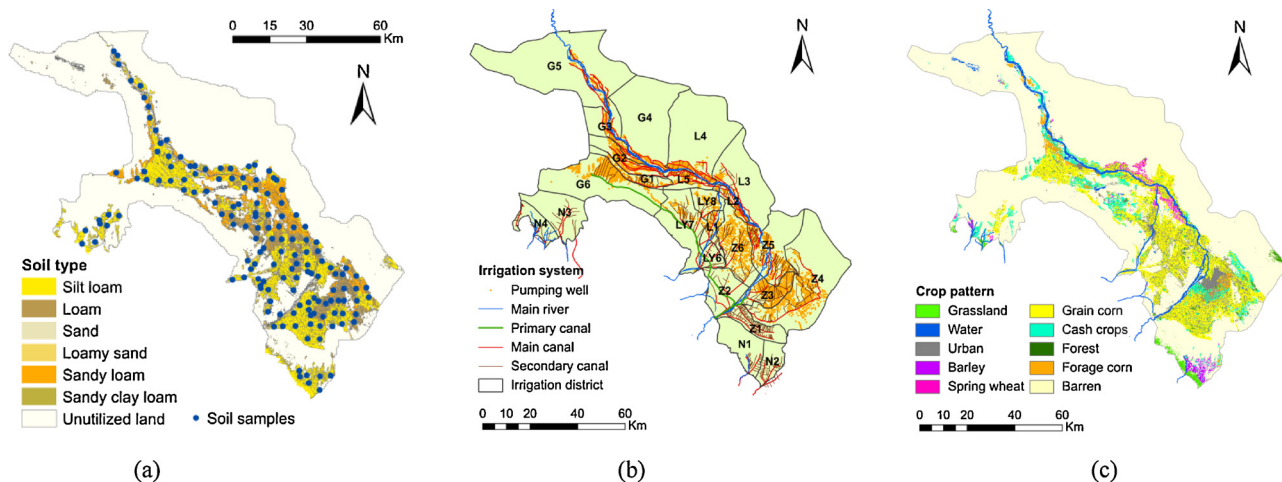 0 15 30 60
Km
N
Soil type
Silt loam
Loam
Sand
Loamy sand
Sandy loam
Sandy clay loam
Unutilized land
Soil samples
(a)
N
G5
G4
L4
G3
G2
G1
L5
L3
G6
LY8
L2
N3
N4
LY7
L1
Z6
Z5
LY6
Z4
Z2
Z3
Z1
N1
N2
Irrigation system
Pumping well
Main river
Primary canal
Main canal
Secondary canal
Irrigation district
0 10 20 40 60
Km
(b)
N
Crop pattern
Grassland
Water
Urban
Barley
Spring wheat
Grain corn
Cash crops
Forest
Forage corn
Barren
0 10 20 40 60
Km
(c)